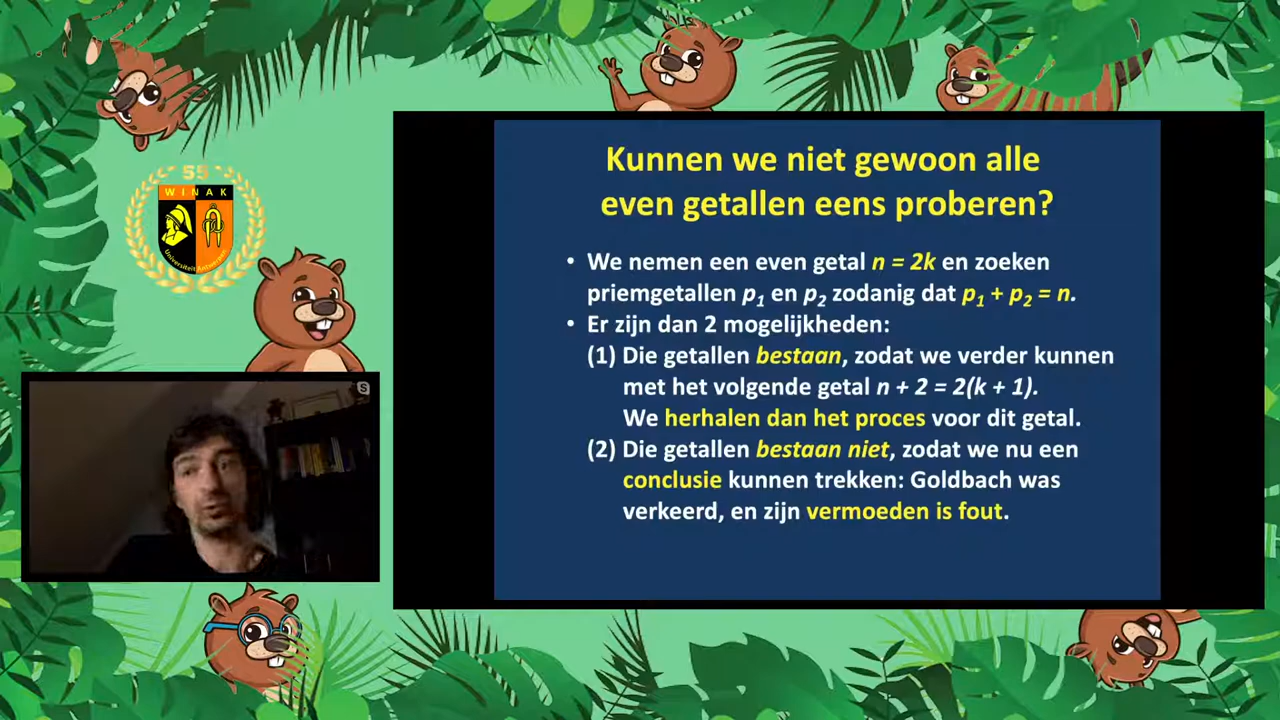 55
WINAK
Universiteit Antwerpen
Kunnen we niet gewoon alle
even getallen eens proberen?
• We nemen een even getal n = 2k en zoeken
priemgetallen p₁ en p₂ zodanig dat p₁ + p₂ = n.
• Er zijn dan 2 mogelijkheden:
(1) Die getallen bestaan, zodat we verder kunnen
met het volgende getal n + 2 = 2(k + 1).
We herhalen dan het proces voor dit getal.
(2) Die getallen bestaan niet, zodat we nu een
conclusie kunnen trekken: Goldbach was
verkeerd, en zijn vermoeden is fout.